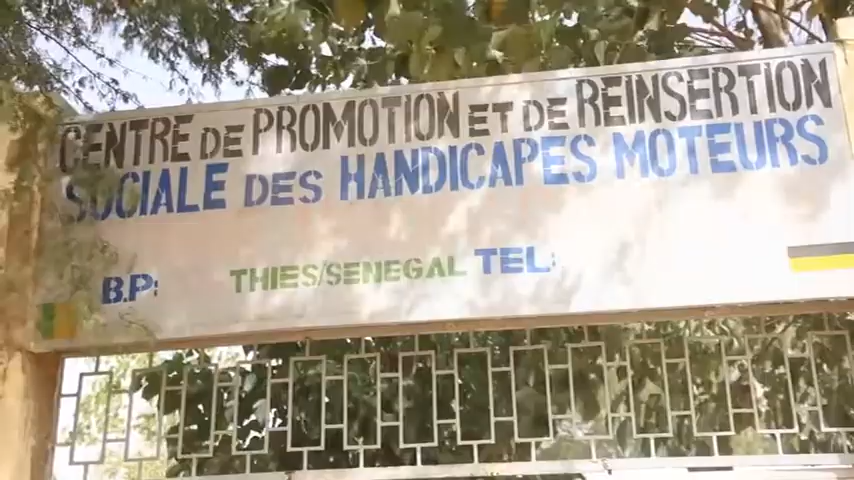 CENTRE DE PROMOTION ET DE REINSERTION
SOCIALE DES HANDICAPES MOTEURS
B.P: THIES/SENEGAL TEL: